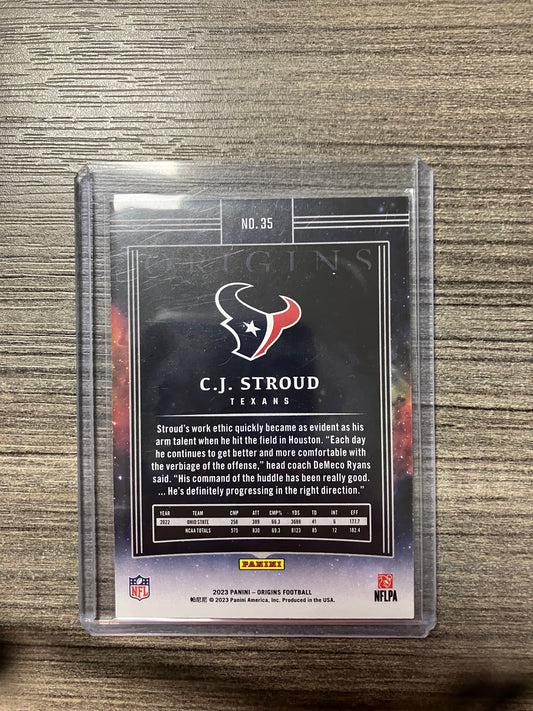 NO. 35
ORIGINS
C.J. STROUD
TEXANS
Stroud's work ethic quickly became as evident as his
arm talent when he hit the field in Houston. "Each day
he continues to get better and more comfortable with
the verbiage of the offense," head coach DeMeco Ryans
said. "His command of the huddle has been really good.
... He's definitely progressing in the right direction."
YEAR TEAM CMP ATT CMP% YDS TD INT EFF
2022 OHIO STATE 258 389 66.3 3688 41 6 177.7
NCAA TOTALS 575 830 69.3 8123 85 12 182.4
PANINI
NFL
2023 PANINI – ORIGINS FOOTBALL
帕尼尼 © 2023 Panini America, Inc. Produced in the USA.
NFLPA